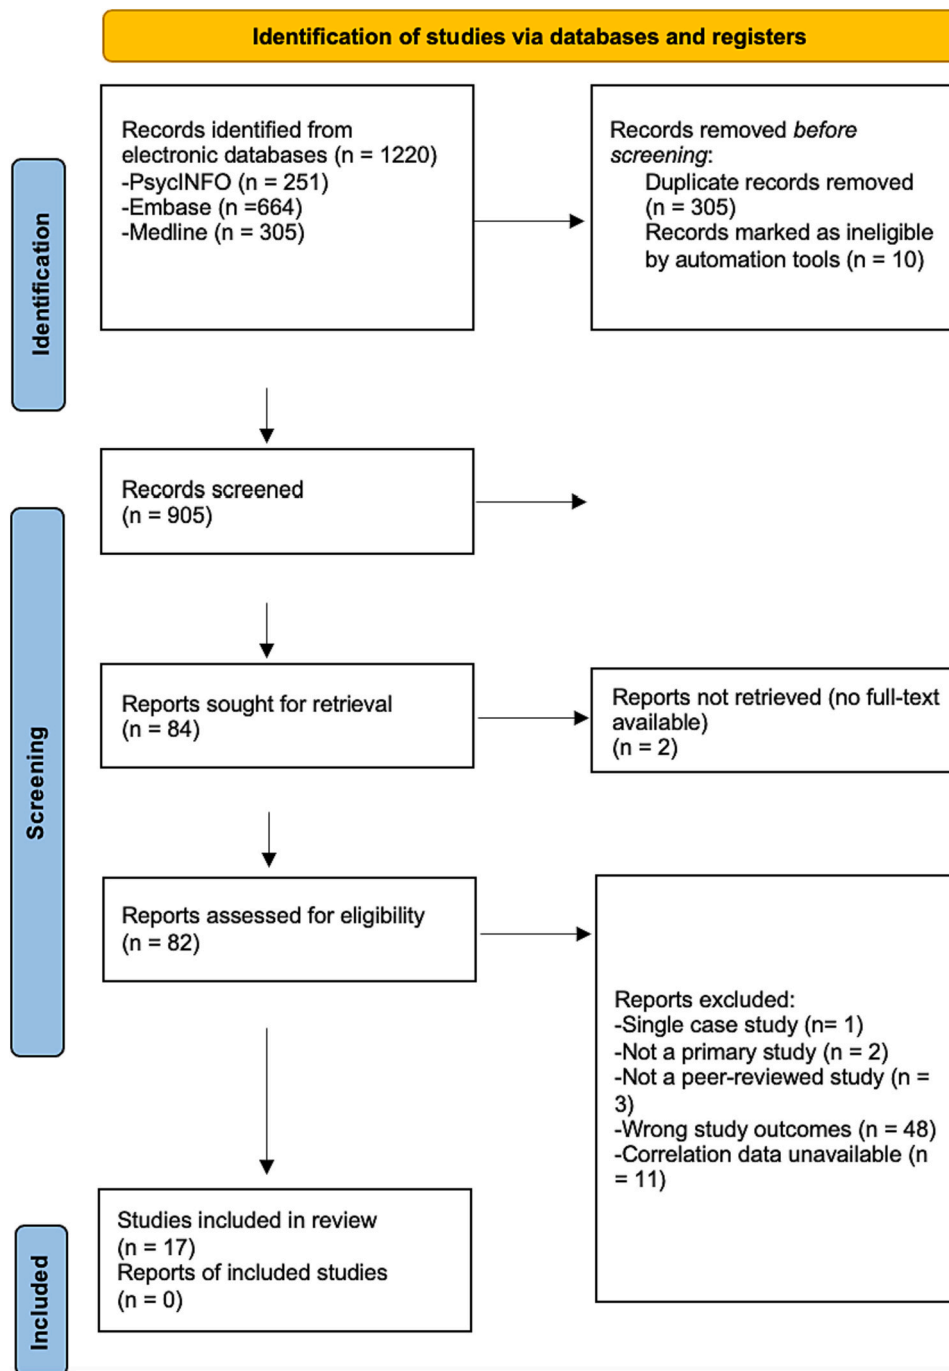 Identification of studies via databases and registers
Identification
Records identified from
electronic databases (n = 1220)
-PsycINFO (n = 251)
-Embase (n =664)
-Medline (n = 305)
Records removed before
screening:
Duplicate records removed
(n = 305)
Records marked as ineligible
by automation tools (n = 10)
Screening
Records screened
(n = 905)
Reports sought for retrieval
(n = 84)
Reports not retrieved (no full-text
available)
(n = 2)
Reports assessed for eligibility
(n = 82)
Reports excluded:
-Single case study (n= 1)
-Not a primary study (n = 2)
-Not a peer-reviewed study (n =
3)
-Wrong study outcomes (n = 48)
-Correlation data unavailable (n
= 11)
Included
Studies included in review
(n = 17)
Reports of included studies
(n = 0)